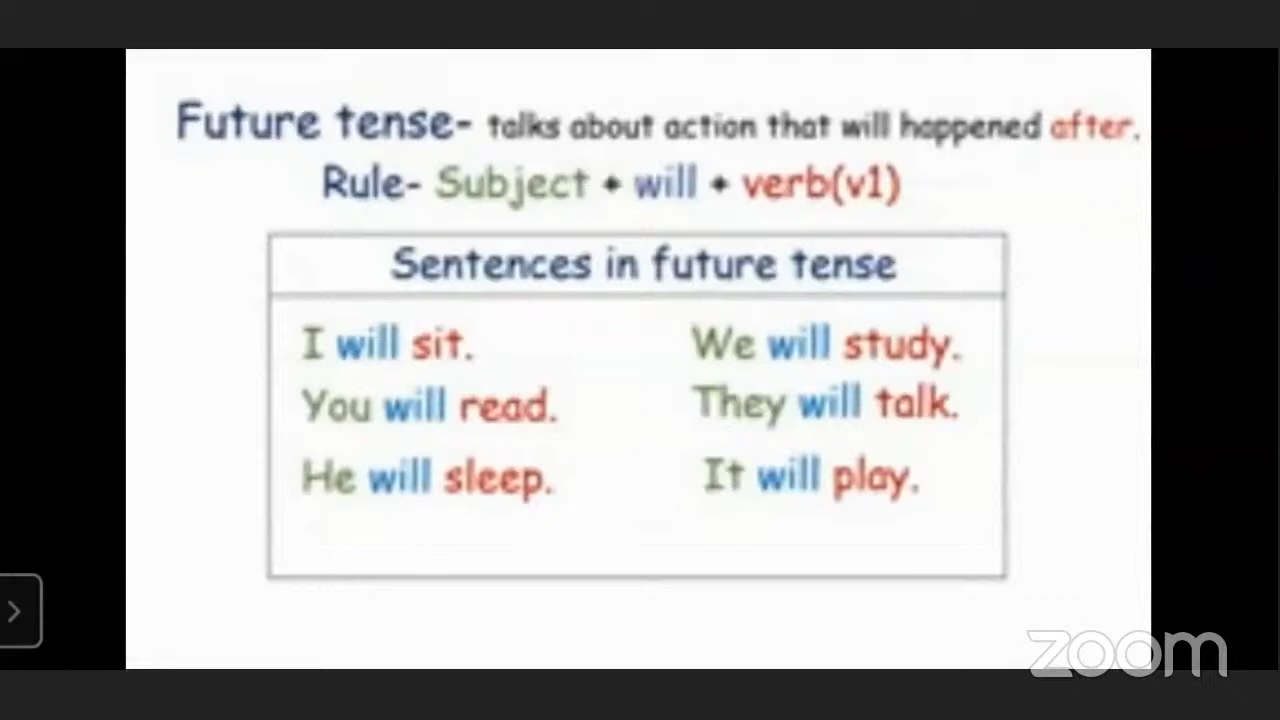 Future tense- talks about action that will happened after.
Rule- Subject + will + verb(v1)
Sentences in future tense
I will sit.
We will study.
You will read.
They will talk.
He will sleep.
It will play.
zoom